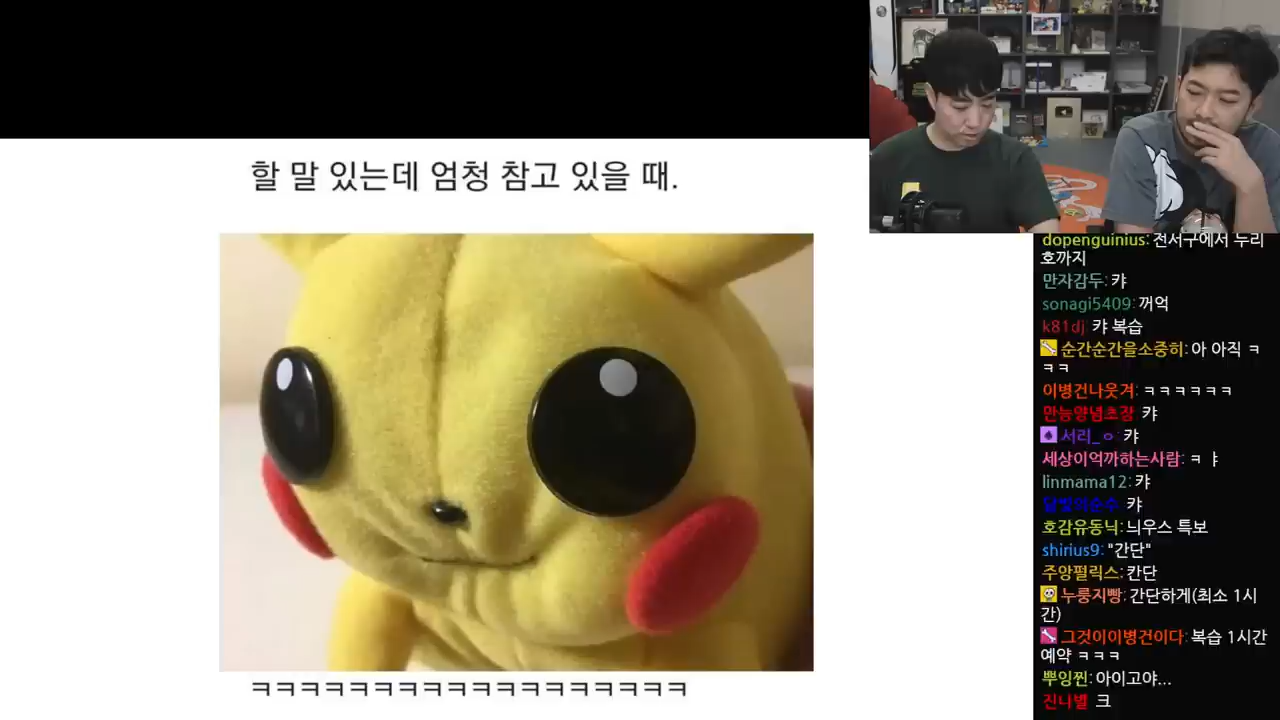 할 말 있는데 엄청 참고 있을 때.
ㅋㅋㅋㅋㅋㅋㅋㅋㅋㅋㅋㅋㅋㅋㅋㅋㅋㅋ
dopenguinius: 전서구에서 누리
호까지
만자감두: 캬
sonagi5409: 꺼억
k81dj 캬 복습
순간순간을소중히: 아 아직 ㅋ
ㅋㅋ
이병건나웃겨: ㅋㅋㅋㅋㅋㅋ
만능양념초장 캬
서리_ㅇ: 캬
세상이억까하는사람: ㅋ ㅑ
linmama12: 캬
달빛의순수: 캬
호감유동닉: 늬우스 특보
shirius9: "간단"
주앙펄릭스: 칸단
누룽지빵: 간단하게(최소 1시
간)
그것이이병건이다: 복습 1시간
예약 ㅋㅋㅋ
뿌잉찐: 아이고야...
진나별 크